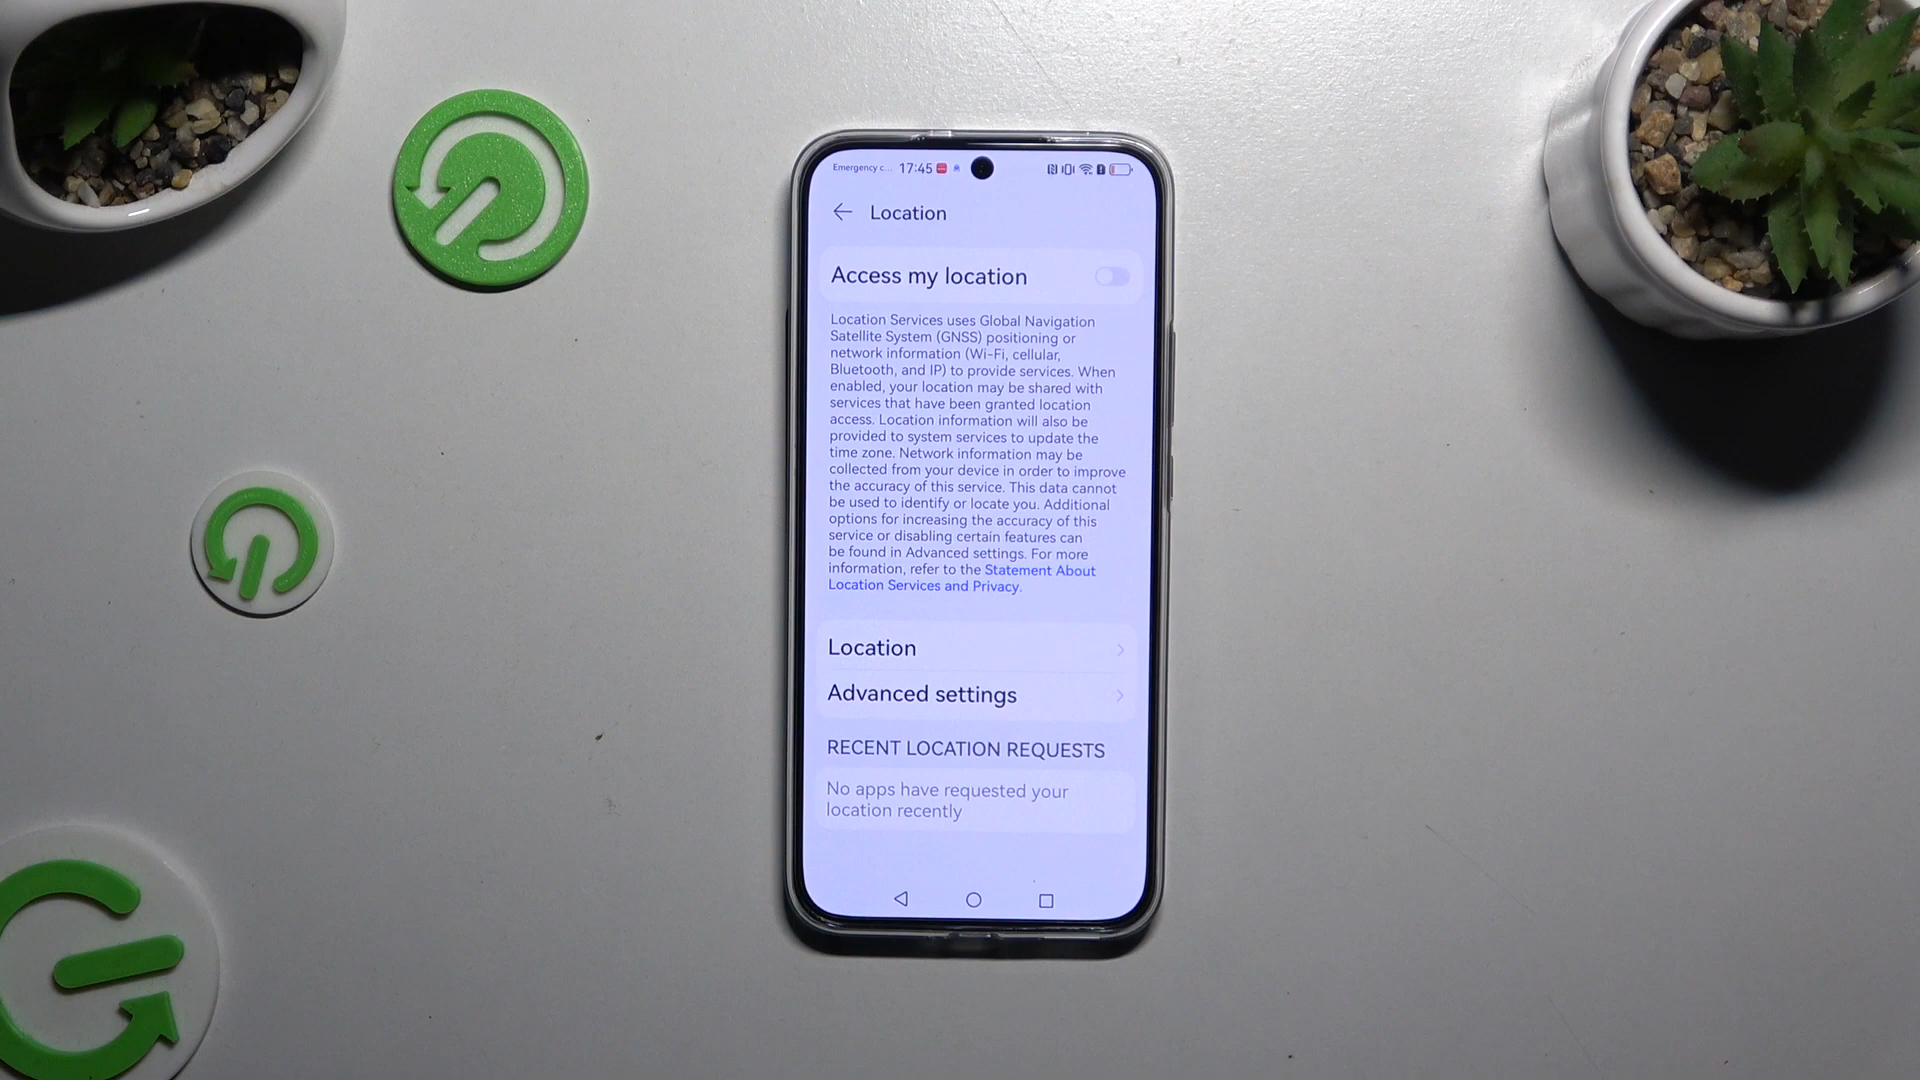 Emergency c... 17:45
Location
Access my location
Location Services uses Global Navigation
Satellite System (GNSS) positioning or
network information (Wi-Fi, cellular,
Bluetooth, and IP) to provide services. When
enabled, your location may be shared with
services that have been granted location
access. Location information will also be
provided to system services to update the
time zone. Network information may be
collected from your device in order to improve
the accuracy of this service. This data cannot
be used to identify or locate you. Additional
options for increasing the accuracy of this
service or disabling certain features can
be found in Advanced settings. For more
information, refer to the Statement About
Location Services and Privacy.
Location
Advanced settings
RECENT LOCATION REQUESTS
No apps have requested your
location recently